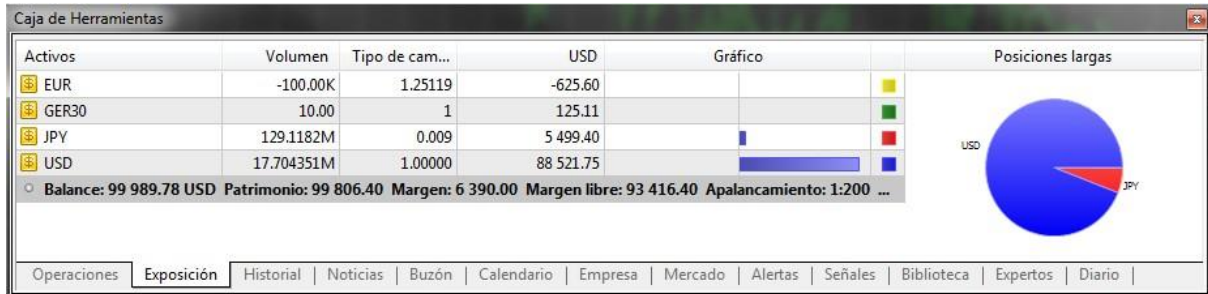 Caja de Herramientas
Activos Volumen Tipo de cam... USD Gráfico Posiciones largas
EUR -100.00K 1.25119 -625.60
GER30 10.00 1 125.11
JPY 129.1182M 0.009 5 499.40
USD 17.704351M 1.00000 88 521.75
Balance: 99 989.78 USD Patrimonio: 99 806.40 Margen: 6 390.00 Margen libre: 93 416.40 Apalancamiento: 1:200 ...
USD
JPY
Operaciones Exposición Historial | Noticias | Buzón | Calendario | Empresa | Mercado | Alertas | Señales | Biblioteca | Expertos | Diario |